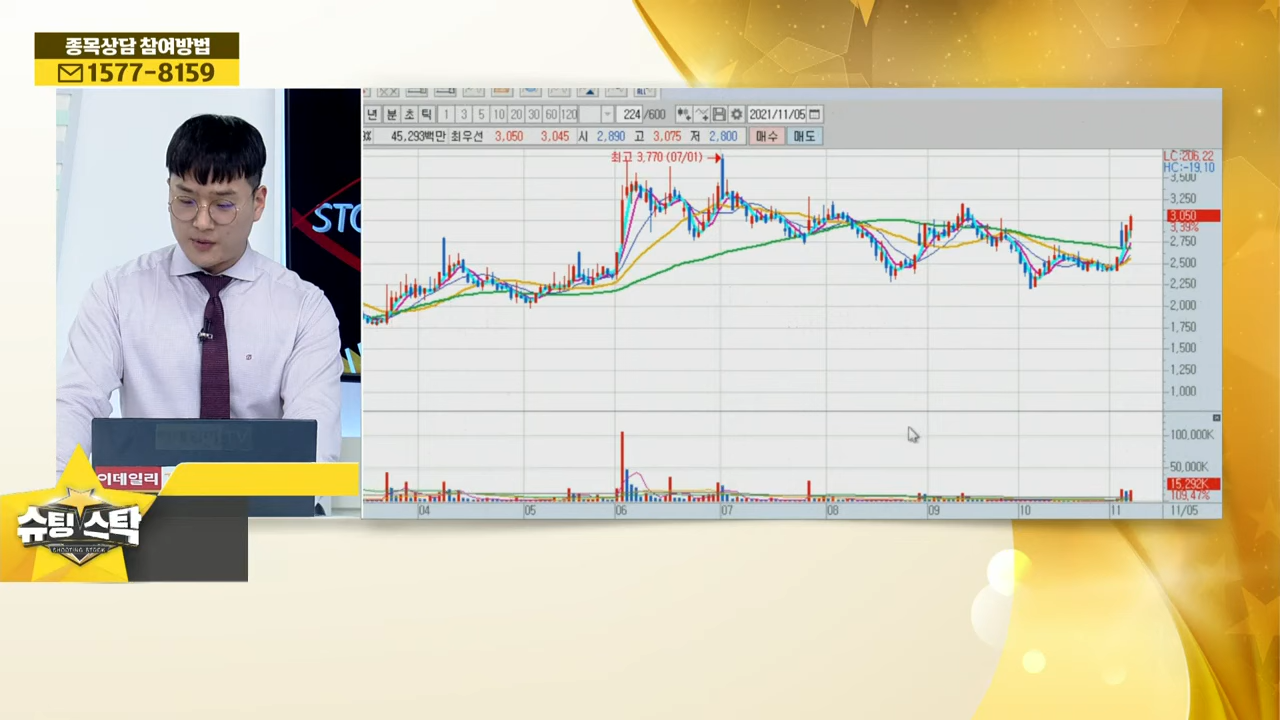 종목상담 참여방법
1577-8159
년 분 초 틱 1 3 5 10 20 30 60 120 224 /600 2021/11/05
45,293백만 최우선 3,050 3,045 시 2,890 고 3,075 저 2,800 매수 매도
최고 3,770 (07/01)
LC:206.22
HC:-19.10
3,500
3,250
3,050
3.39%
2,750
2,500
2,250
2,000
1,750
1,500
1,250
1,000
100,000K
50,000K
15,292K
109.47%
04 05 06 07 08 09 10 11 11/05
STO
이데일리
슈팅스탁
SHOOTING STOCK